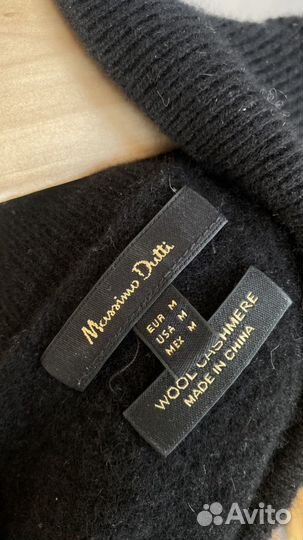 Massimo Dutti
EUR M
USA M
MEX M
WOOL CASHMERE
MADE IN CHINA
Avito